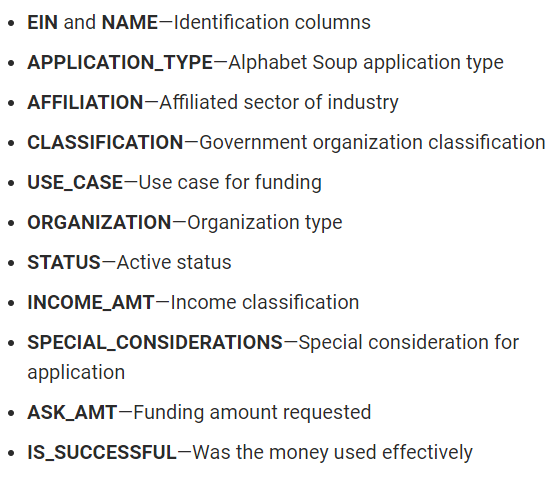 • EIN and NAME—Identification columns
• APPLICATION_TYPE—Alphabet Soup application type
• AFFILIATION—Affiliated sector of industry
• CLASSIFICATION—Government organization classification
• USE_CASE—Use case for funding
• ORGANIZATION—Organization type
• STATUS—Active status
• INCOME_AMT—Income classification
• SPECIAL_CONSIDERATIONS—Special consideration for
application
• ASK_AMT—Funding amount requested
• IS_SUCCESSFUL—Was the money used effectively